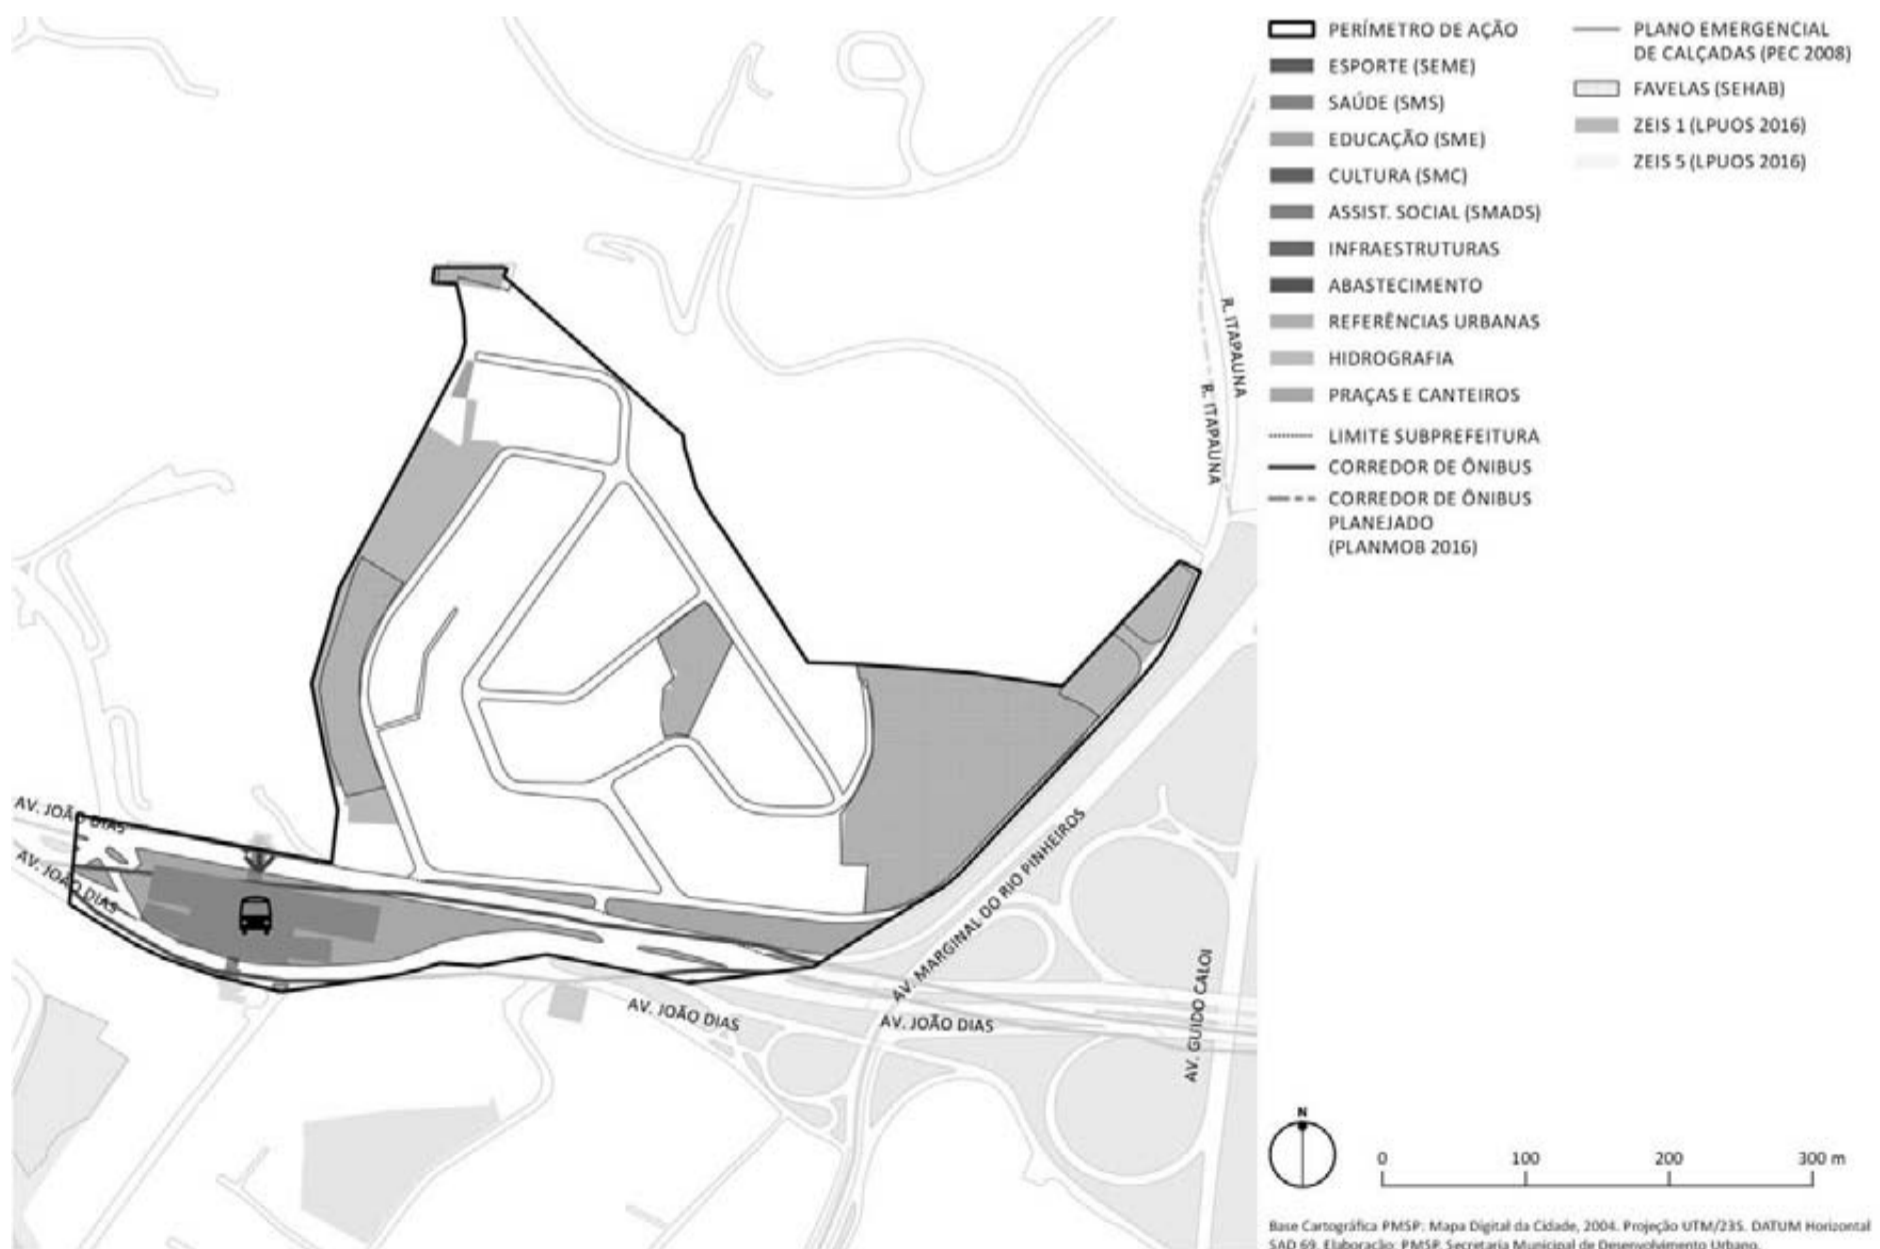 PERÍMETRO DE AÇÃO
ESPORTE (SEME)
SAÚDE (SMS)
EDUCAÇÃO (SME)
CULTURA (SMC)
ASSIST. SOCIAL (SMADS)
INFRAESTRUTURAS
ABASTECIMENTO
REFERÊNCIAS URBANAS
HIDROGRAFIA
PRAÇAS E CANTEIROS
LIMITE SUBPREFEITURA
CORREDOR DE ÔNIBUS
CORREDOR DE ÔNIBUS
PLANEJADO
(PLANMOB 2016)
PLANO EMERGENCIAL
DE CALÇADAS (PEC 2008)
FAVELAS (SEHAB)
ZEIS 1 (LPUOS 2016)
ZEIS 5 (LPUOS 2016)
R. ITAPAUNA
R. ITAPAUNA
AV. JOÃO DIAS
AV. JOÃO DIAS
AV. MARGINAL DO RIO PINHEIROS
AV. GUIDO CALOI
AV. JOÃO DIAS
AV. JOÃO DIAS
N
0 100 200 300 m
Base Cartográfica PMSP: Mapa Digital da Cidade, 2004. Projeção UTM/23S. DATUM Horizontal
SAD 69. Elaboração: PMSP. Secretaria Municipal de Desenvolvimento Urbano.